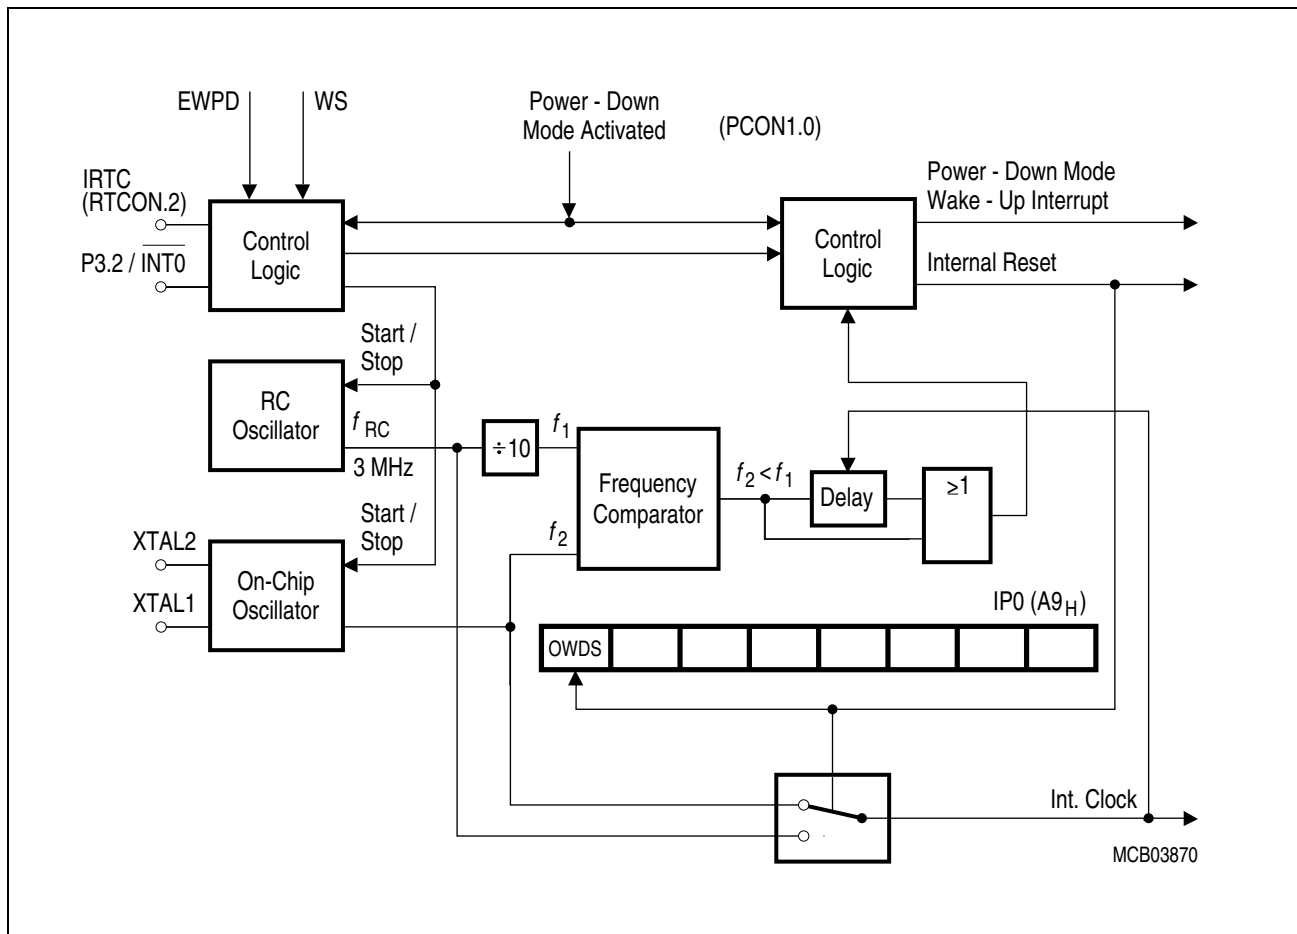 EWPD
WS
Power - Down
Mode Activated
(PCON1.0)
IRTC
(RTCON.2)
P3.2 / I̅N̅T̅0̅
Control
Logic
Control
Logic
Power - Down Mode
Wake - Up Interrupt
Internal Reset
Start /
Stop
RC
Oscillator
f RC
3 MHz
÷10
f1
Frequency
Comparator
f2
f2 < f1
Delay
≥1
Start /
Stop
XTAL2
XTAL1
On-Chip
Oscillator
IP0 (A9H)
OWDS
Int. Clock
MCB03870